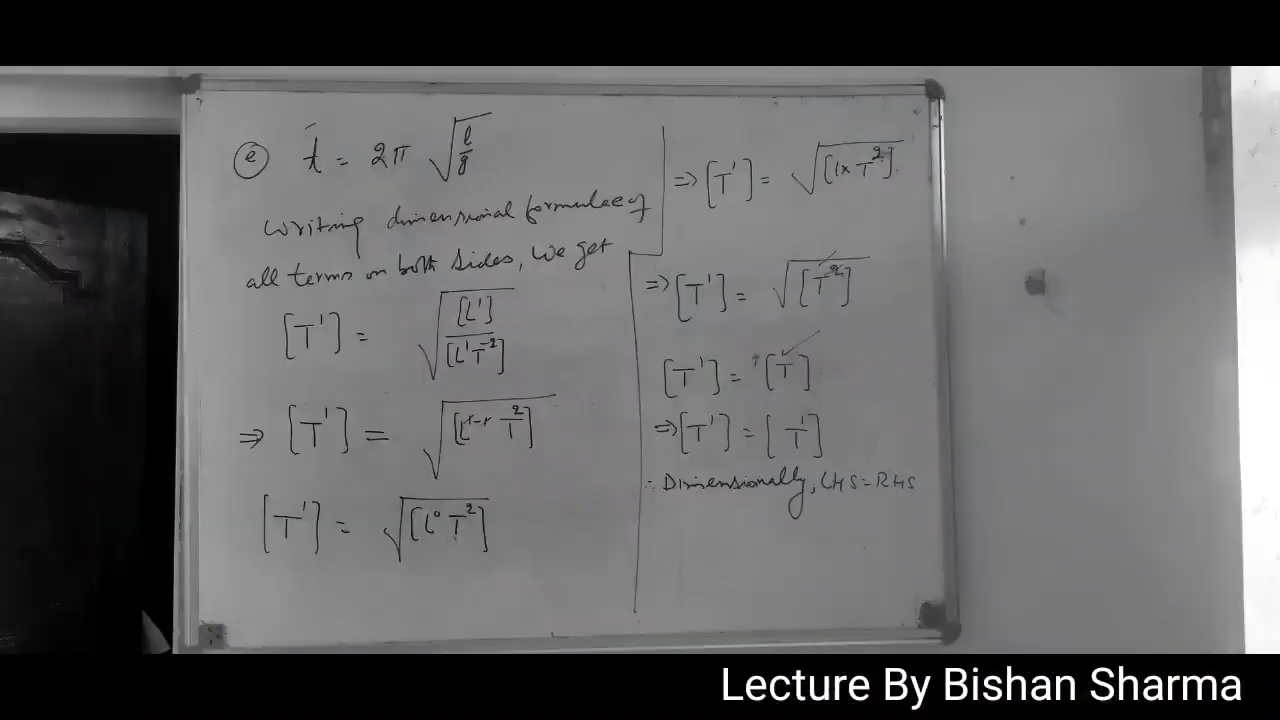 (e) t = 2π √(l/g)
Writing dimensional formulae of
all terms on both sides, We get
[T¹] = √([L¹]/[L¹T⁻²])
⇒ [T¹] = √[L¹⁻¹ T²]
[T¹] = √[L⁰ T²]
⇒ [T¹] = √[1× T²]
⇒ [T¹] = √[T²]
[T¹] = [T]
⇒ [T¹] = [T¹]
∴ Dimensionally, LHS = RHS
Lecture By Bishan Sharma